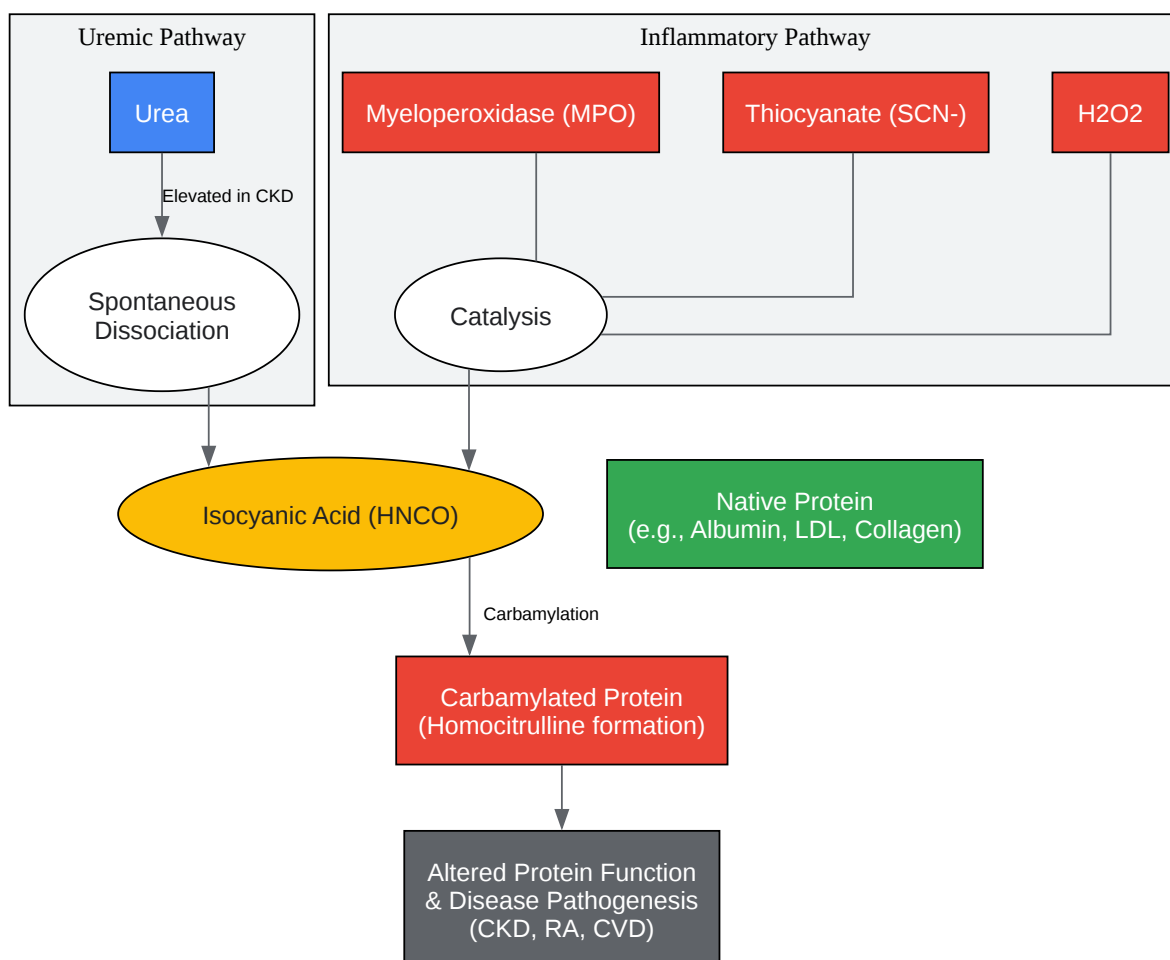 Uremic Pathway
Inflammatory Pathway
Urea
Myeloperoxidase (MPO)
Thiocyanate (SCN-)
H2O2
Elevated in CKD
Spontaneous
Dissociation
Catalysis
Isocyanic Acid (HNCO)
Native Protein
(e.g., Albumin, LDL, Collagen)
Carbamylation
Carbamylated Protein
(Homocitrulline formation)
Altered Protein Function
& Disease Pathogenesis
(CKD, RA, CVD)